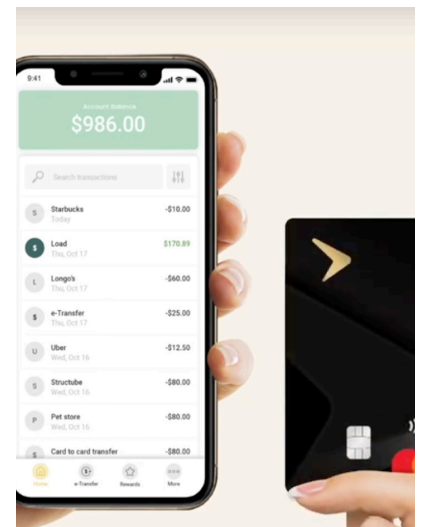 9:41
Account Balance
$986.00
Search transactions
S Starbucks -$10.00
Today
$ Load $170.89
Thu, Oct 17
L Longo's -$60.00
Thu, Oct 17
$ e-Transfer -$25.00
Thu, Oct 17
U Uber -$12.50
Wed, Oct 16
S Structube -$80.00
Wed, Oct 16
P Pet store -$80.00
Wed, Oct 16
$ Card to card transfer -$80.00
Home e-Transfer Rewards More